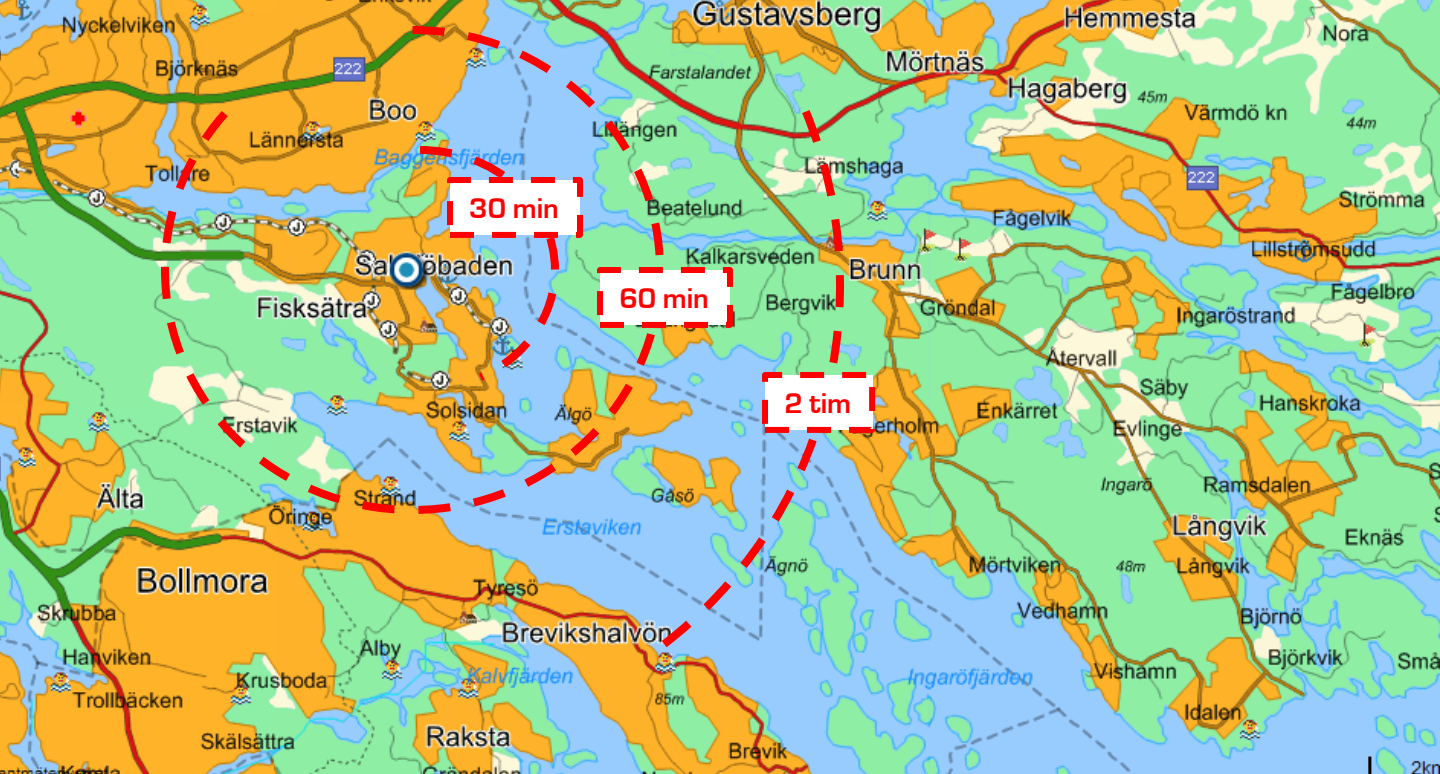 Gustavsberg
Hemmesta
Nyckelviken
Nora
Björknäs
222
Farstalandet
Mörtnäs
Hagaberg
45m
Boo
Värmdö kn
44m
Lännersta
Baggensfjärden
Lämshaga
Tollare
222
30 min
Beatelund
Fågelvik
Strömma
Kalkarsveden
Lillströmsudd
Brunn
60 min
Fågelbro
Fisksätra
Bergvik
Gröndal
Ingaröstrand
Återvall
Säby
2 tim
Solsidan
Älgö
Enkärret
Hanskroka
Erstavik
Evlinge
Älta
Strand
Gåsö
Ingarö
Ramsdalen
Öringe
Erstaviken
Långvik
Eknäs
Bollmora
Ägnö
Mörtviken
48m
Långvik
Tyresö
Skrubba
Vedhamn
Björnö
Brevikshalvön
Hanviken
Alby
Björkvik
Vishamn
Krusboda
Kalvfjärden
Ingaröfjärden
Trollbäcken
85m
Idalen
Skälsättra
Raksta
Brevik
2km